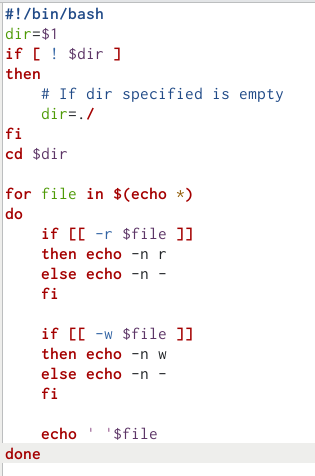 #!/bin/bash
dir=$1
if [ ! $dir ]
then
    # If dir specified is empty
    dir=./
fi
cd $dir

for file in $(echo *)
do
    if [[ -r $file ]]
    then echo -n r
    else echo -n -
    fi

    if [[ -w $file ]]
    then echo -n w
    else echo -n -
    fi

    echo ' '$file
done